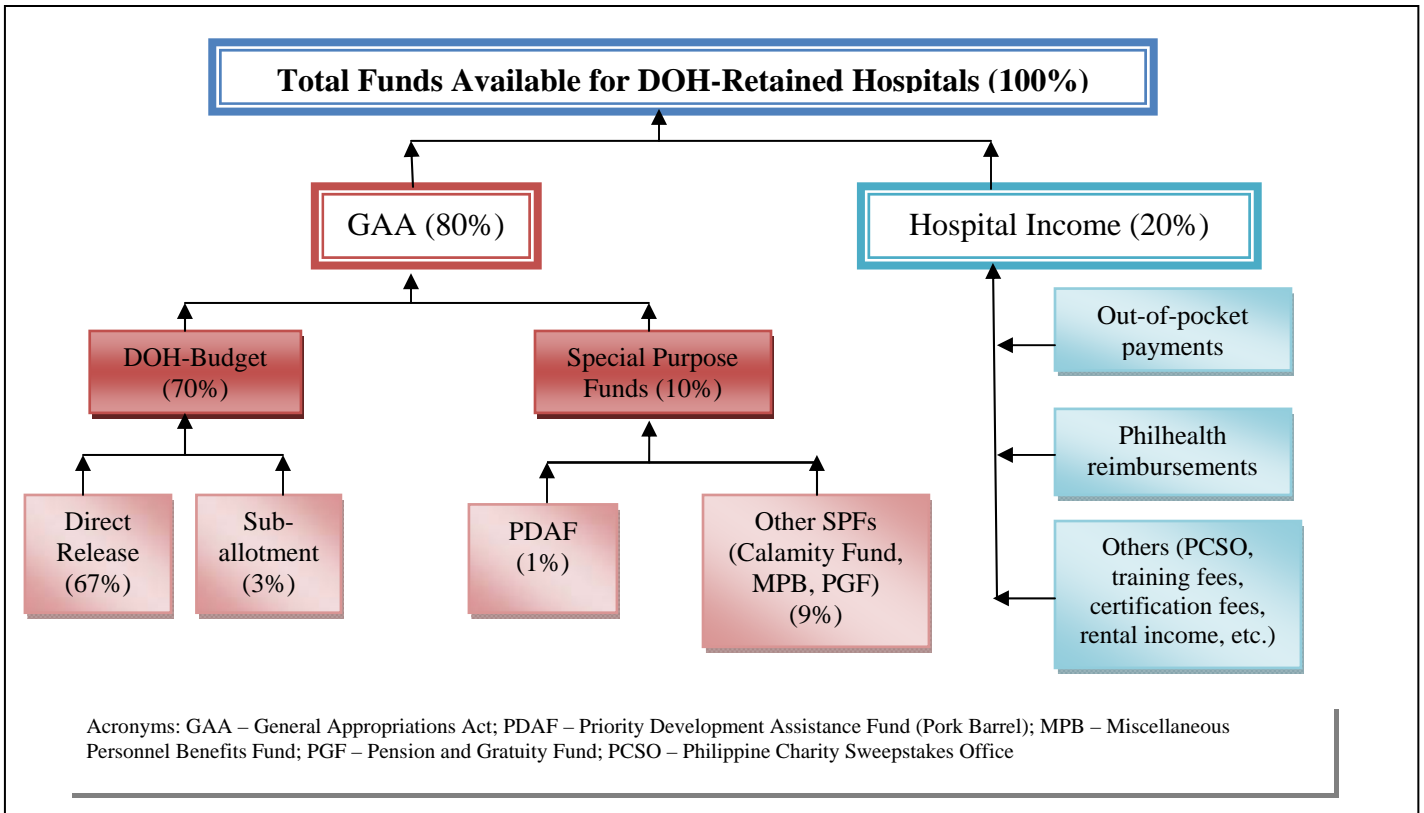 Total Funds Available for DOH-Retained Hospitals (100%)
GAA (80%)
Hospital Income (20%)
DOH-Budget
(70%)
Special Purpose
Funds (10%)
Out-of-pocket
payments
Philhealth
reimbursements
Others (PCSO,
training fees,
certification fees,
rental income, etc.)
Direct
Release
(67%)
Sub-
allotment
(3%)
PDAF
(1%)
Other SPFs
(Calamity Fund,
MPB, PGF)
(9%)
Acronyms: GAA – General Appropriations Act; PDAF – Priority Development Assistance Fund (Pork Barrel); MPB – Miscellaneous
Personnel Benefits Fund; PGF – Pension and Gratuity Fund; PCSO – Philippine Charity Sweepstakes Office